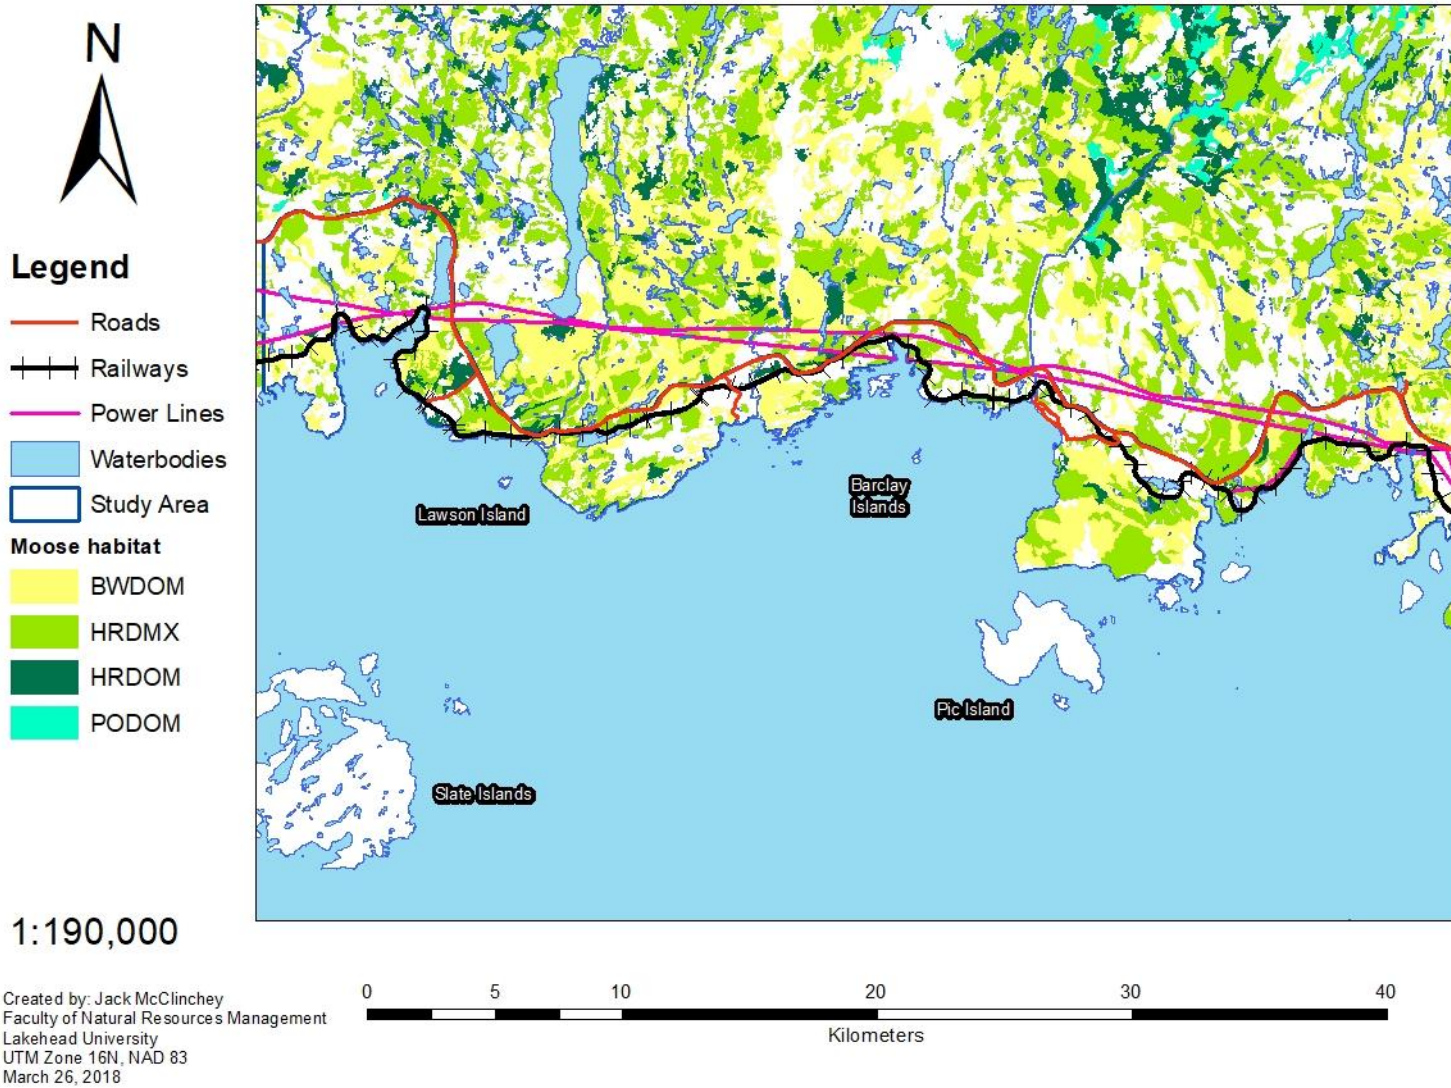 N
Legend
Roads
Railways
Power Lines
Waterbodies
Study Area
Moose habitat
BWDOM
HRDMX
HRDOM
PODOM
1:190,000
Created by: Jack McClinchey
Faculty of Natural Resources Management
Lakehead University
UTM Zone 16N, NAD 83
March 26, 2018
Lawson Island
Barclay
Islands
Pic Island
Slate Islands
0 5 10 20 30 40
Kilometers